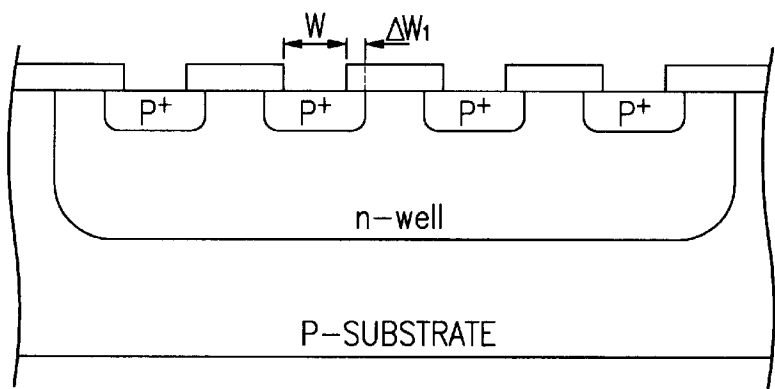 W ΔW₁
P⁺ P⁺ P⁺ P⁺
n-well
P-SUBSTRATE